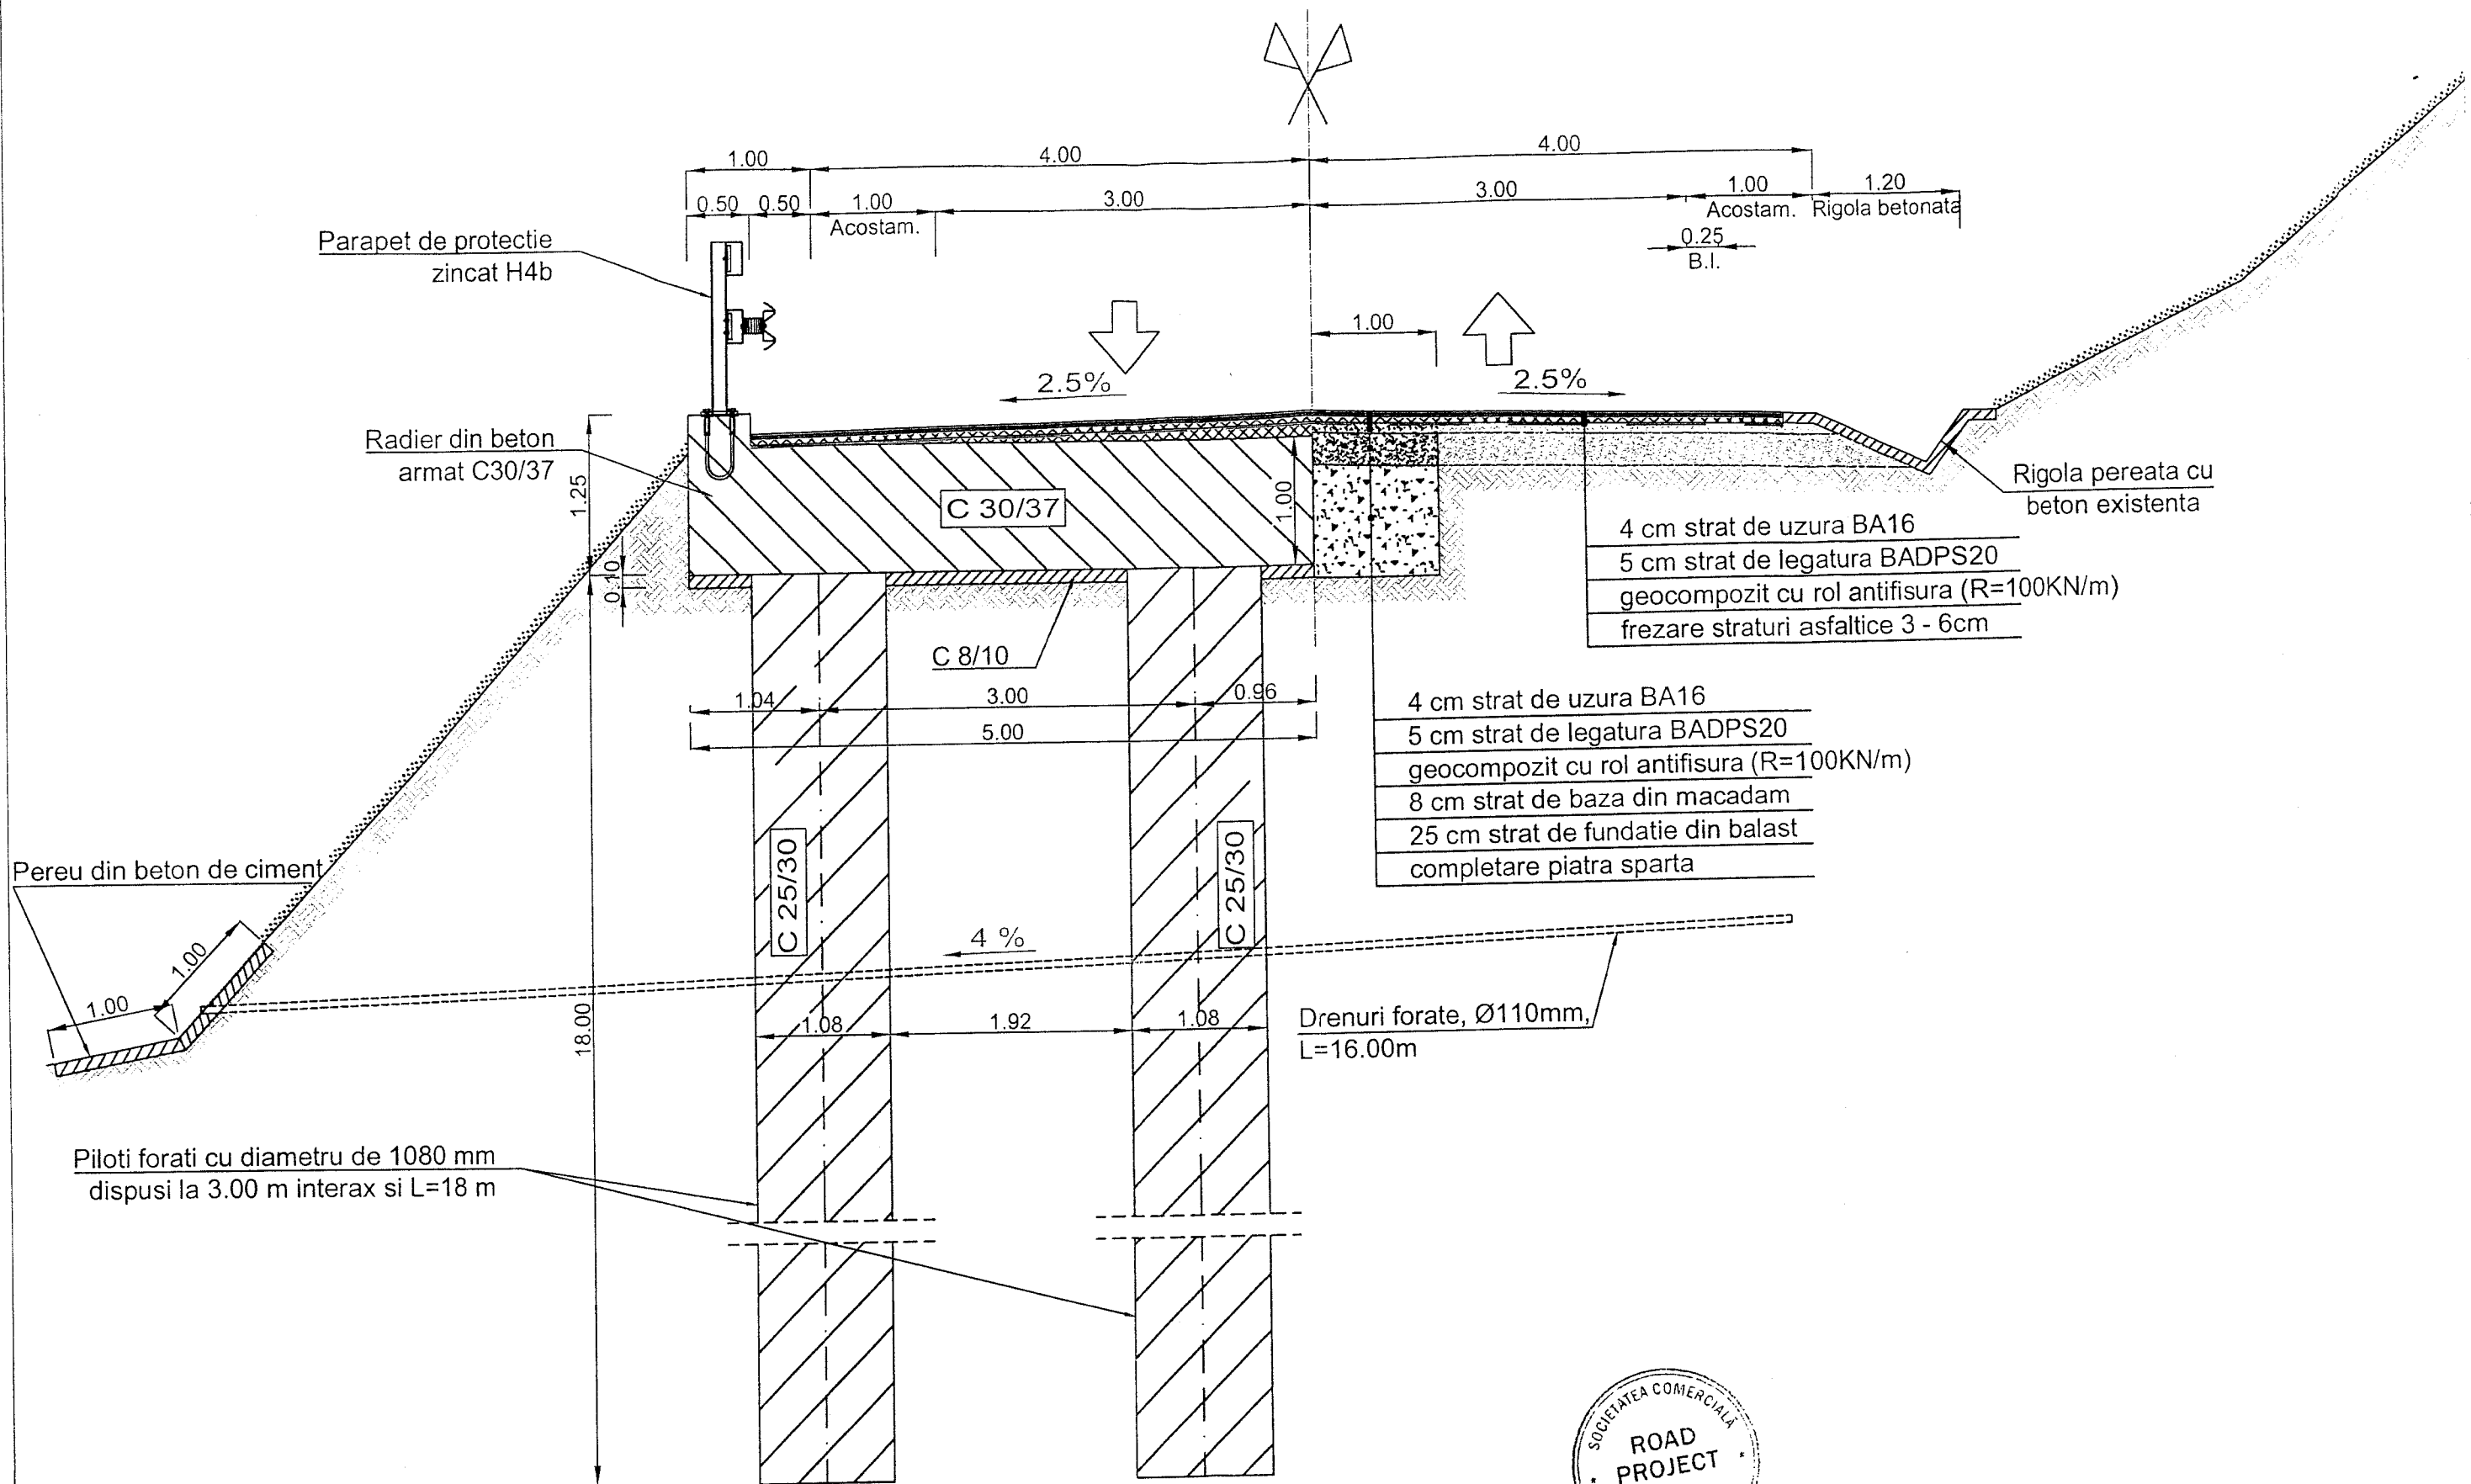 1.00
4.00
4.00
0.50 0.50 1.00 3.00 3.00 1.00 1.20
Acostam.
Acostam. Rigola betonata
0.25
B.I.
Parapet de protectie
zincat H4b
1.00
2.5%
2.5%
Radier din beton
armat C30/37
1.25
C 30/37
1.00
Rigola pereata cu
beton existenta
4 cm strat de uzura BA16
5 cm strat de legatura BADPS20
geocompozit cu rol antifisura (R=100KN/m)
frezare straturi asfaltice 3 - 6cm
0.10
C 8/10
1.04 3.00 0.96
5.00
4 cm strat de uzura BA16
5 cm strat de legatura BADPS20
geocompozit cu rol antifisura (R=100KN/m)
8 cm strat de baza din macadam
25 cm strat de fundatie din balast
completare piatra sparta
Pereu din beton de ciment
C 25/30
C 25/30
1.00
1.00
4 %
18.00
1.08 1.92 1.08
Drenuri forate, Ø110mm,
L=16.00m
Piloti forati cu diametru de 1080 mm
dispusi la 3.00 m interax si L=18 m
SOCIETATEA COMERCIALĂ
ROAD
PROJECT